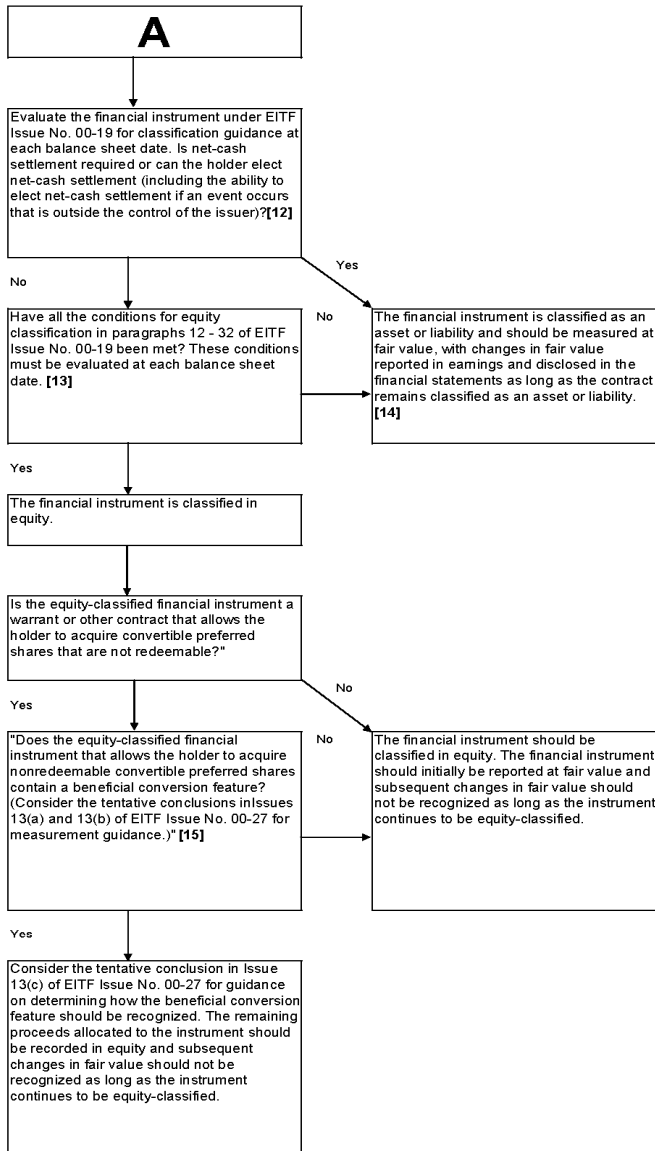 A
Evaluate the financial instrument under EITF
Issue No. 00-19 for classification guidance at
each balance sheet date. Is net-cash
settlement required or can the holder elect
net-cash settlement (including the ability to
elect net-cash settlement if an event occurs
that is outside the control of the issuer)?[12]
Yes
No
Have all the conditions for equity
classification in paragraphs 12 - 32 of EITF
Issue No. 00-19 been met? These conditions
must be evaluated at each balance sheet
date. [13]
No
The financial instrument is classified as an
asset or liability and should be measured at
fair value, with changes in fair value
reported in earnings and disclosed in the
financial statements as long as the contract
remains classified as an asset or liability.
[14]
Yes
The financial instrument is classified in
equity.
Is the equity-classified financial instrument a
warrant or other contract that allows the
holder to acquire convertible preferred
shares that are not redeemable?"
No
Yes
"Does the equity-classified financial
instrument that allows the holder to acquire
nonredeemable convertible preferred shares
contain a beneficial conversion feature?
(Consider the tentative conclusions inIssues
13(a) and 13(b) of EITF Issue No. 00-27 for
measurement guidance.)" [15]
No
The financial instrument should be
classified in equity. The financial instrument
should initially be reported at fair value and
subsequent changes in fair value should
not be recognized as long as the instrument
continues to be equity-classified.
Yes
Consider the tentative conclusion in Issue
13(c) of EITF Issue No. 00-27 for guidance
on determining how the beneficial conversion
feature should be recognized. The remaining
proceeds allocated to the instrument should
be recorded in equity and subsequent
changes in fair value should not be
recognized as long as the instrument
continues to be equity-classified.